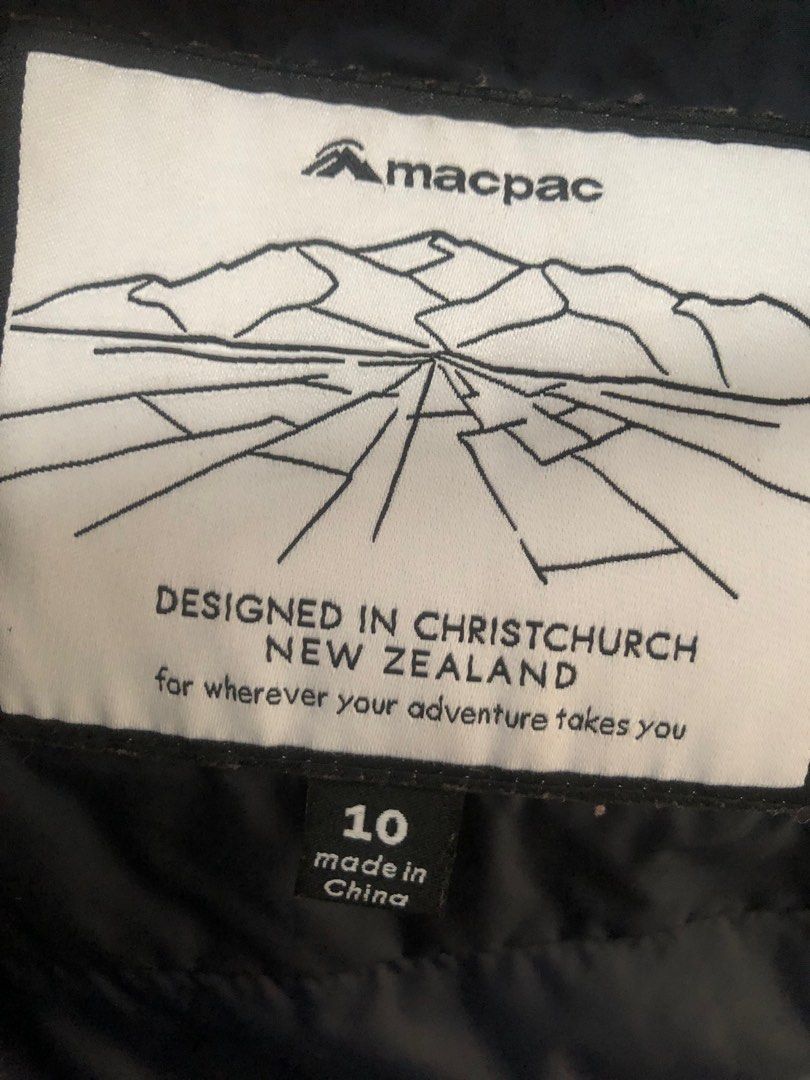 macpac
DESIGNED IN CHRISTCHURCH
NEW ZEALAND
for wherever your adventure takes you
10
made in
China